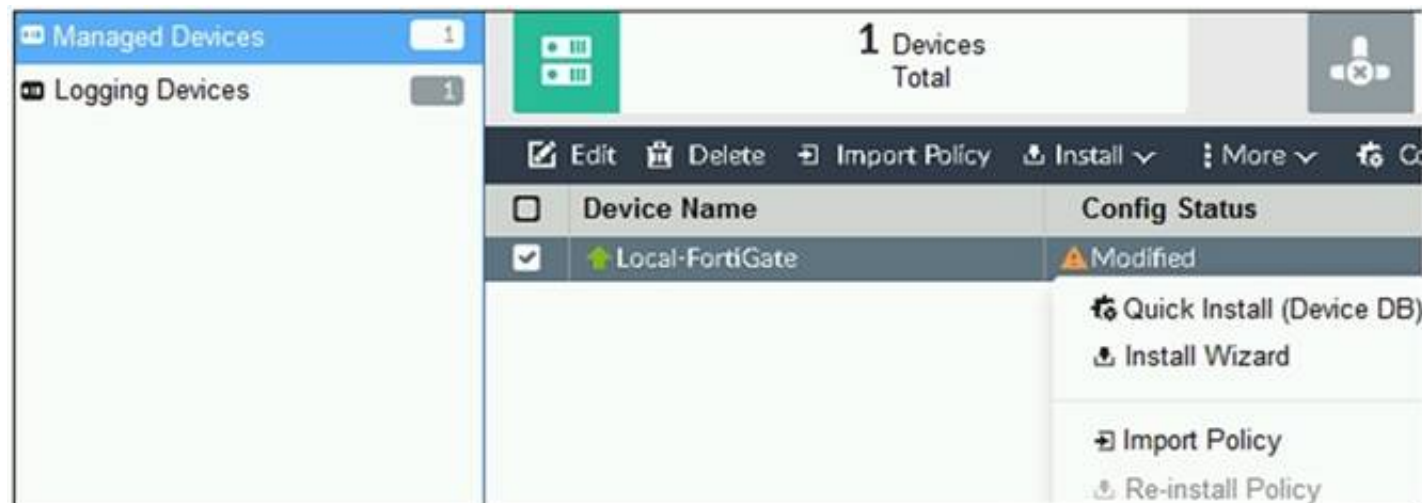 Managed Devices 1
Logging Devices 1
1 Devices
Total
Edit Delete Import Policy Install More
Device Name Config Status
Local-FortiGate Modified
Quick Install (Device DB)
Install Wizard
Import Policy
Re-install Policy